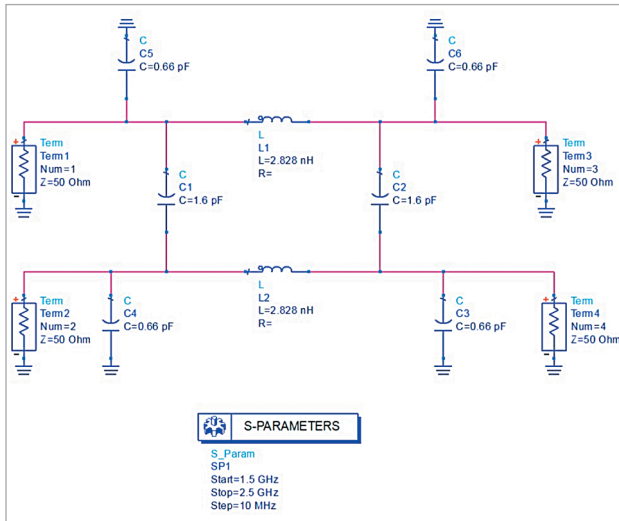 C
C5
C=0.66 pF
C
C6
C=0.66 pF
+
Term
Term1
Num=1
Z=50 Ohm
-
L
L1
L=2.828 nH
R=
+
Term
Term3
Num=3
Z=50 Ohm
-
C
C1
C=1.6 pF
C
C2
C=1.6 pF
+
Term
Term2
Num=2
Z=50 Ohm
-
C
C4
C=0.66 pF
L
L2
L=2.828 nH
R=
C
C3
C=0.66 pF
+
Term
Term4
Num=4
Z=50 Ohm
-
S-PARAMETERS
S_Param
SP1
Start=1.5 GHz
Stop=2.5 GHz
Step=10 MHz